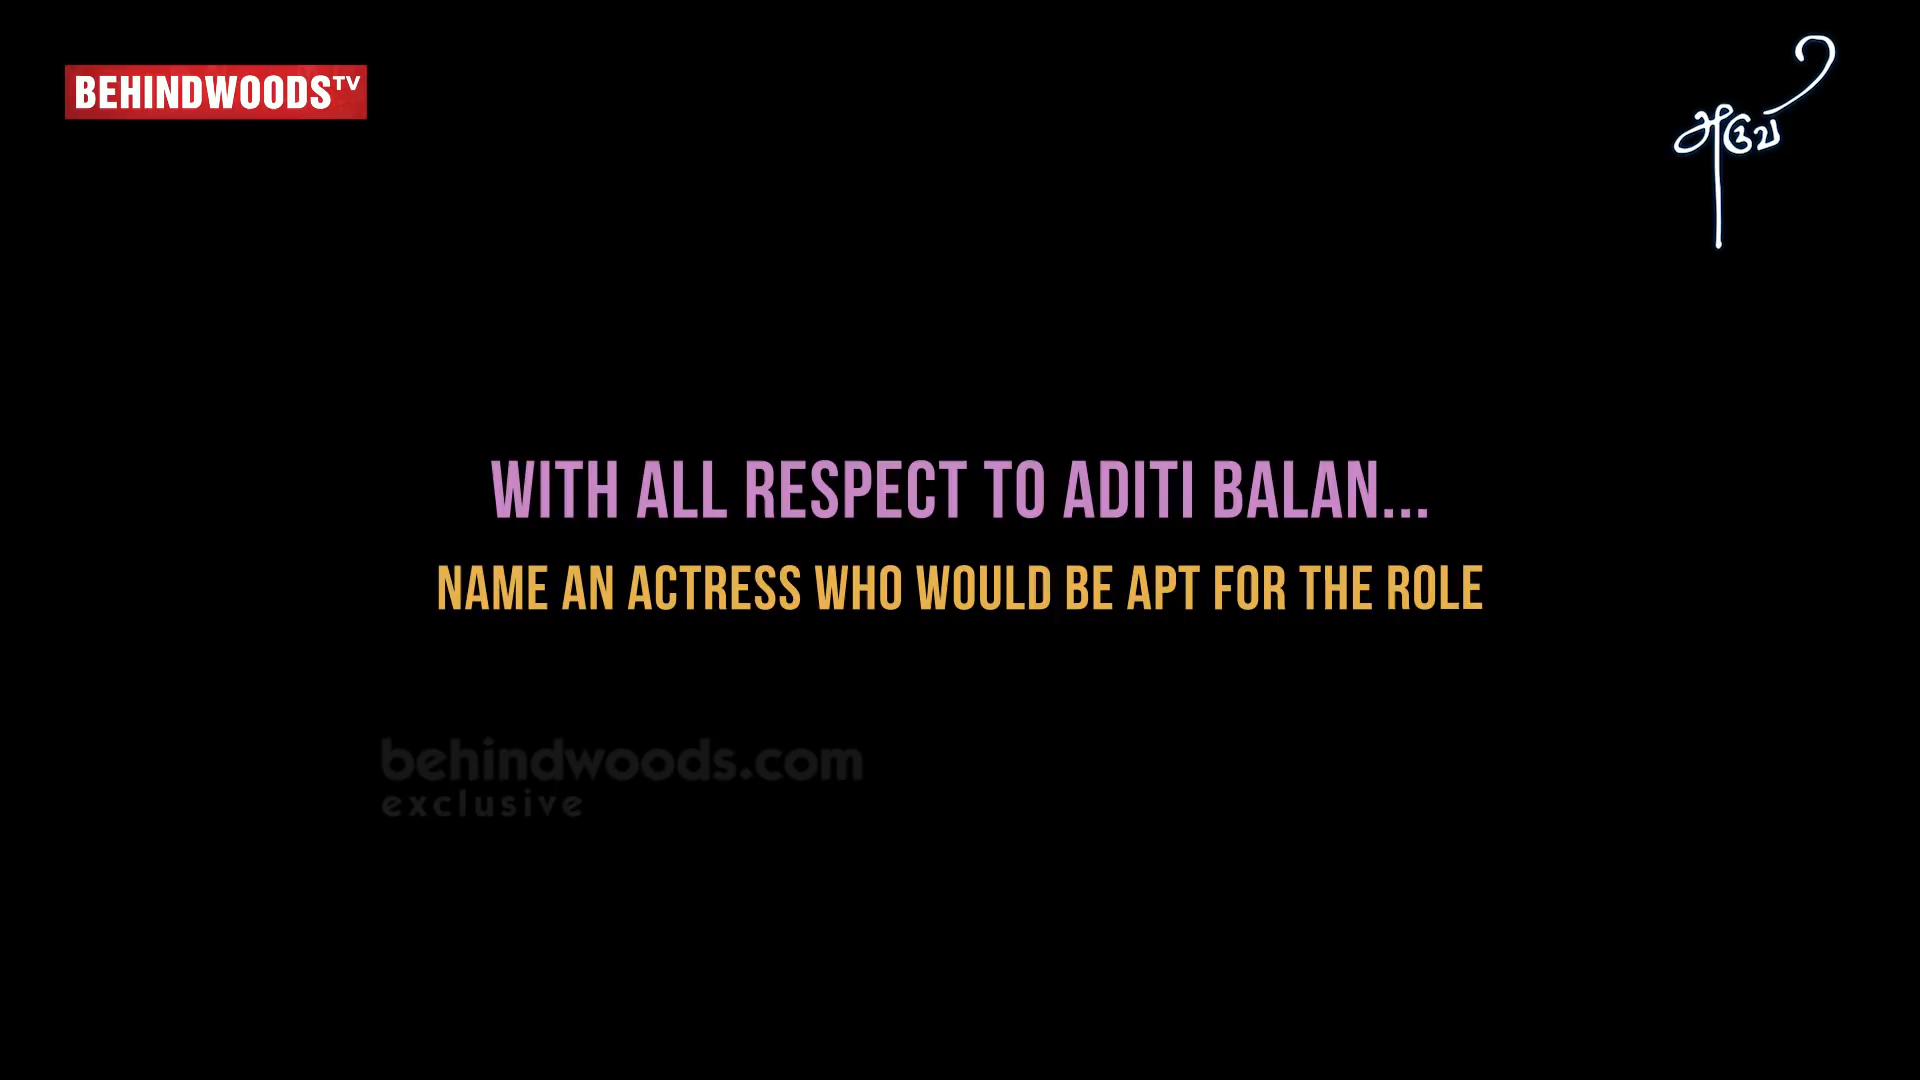 BEHINDWOODS TV
அருவி
WITH ALL RESPECT TO ADITI BALAN...
NAME AN ACTRESS WHO WOULD BE APT FOR THE ROLE
behindwoods.com
exclusive